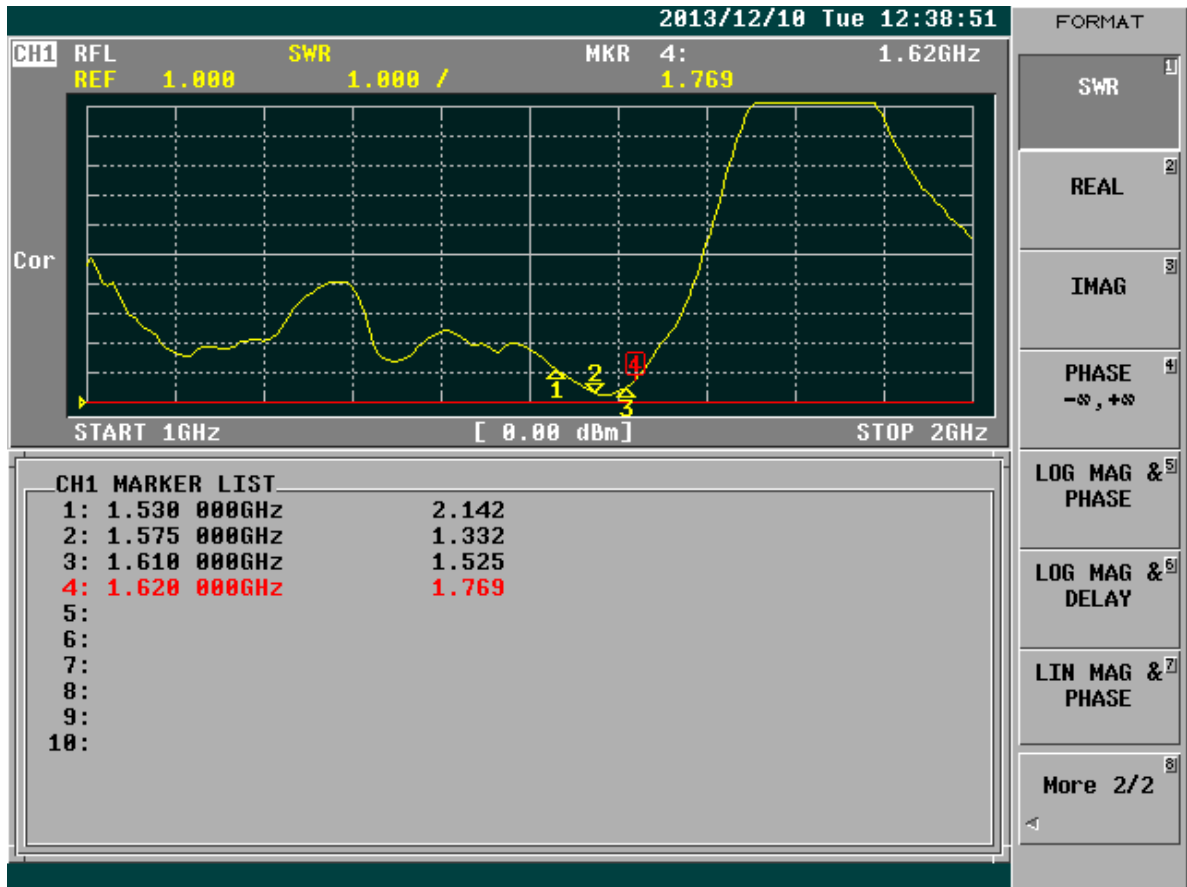 2013/12/10 Tue 12:38:51
CH1 RFL SWR MKR 4: 1.62GHz
REF 1.000 1.000 / 1.769
Cor
1
2
3
4
START 1GHz [ 0.00 dBm] STOP 2GHz
CH1 MARKER LIST
1: 1.530 000GHz 2.142
2: 1.575 000GHz 1.332
3: 1.610 000GHz 1.525
4: 1.620 000GHz 1.769
5:
6:
7:
8:
9:
10:
FORMAT
SWR 1
REAL 2
IMAG 3
PHASE 4
-∞,+∞
LOG MAG & 5
PHASE
LOG MAG & 6
DELAY
LIN MAG & 7
PHASE
More 2/2 8